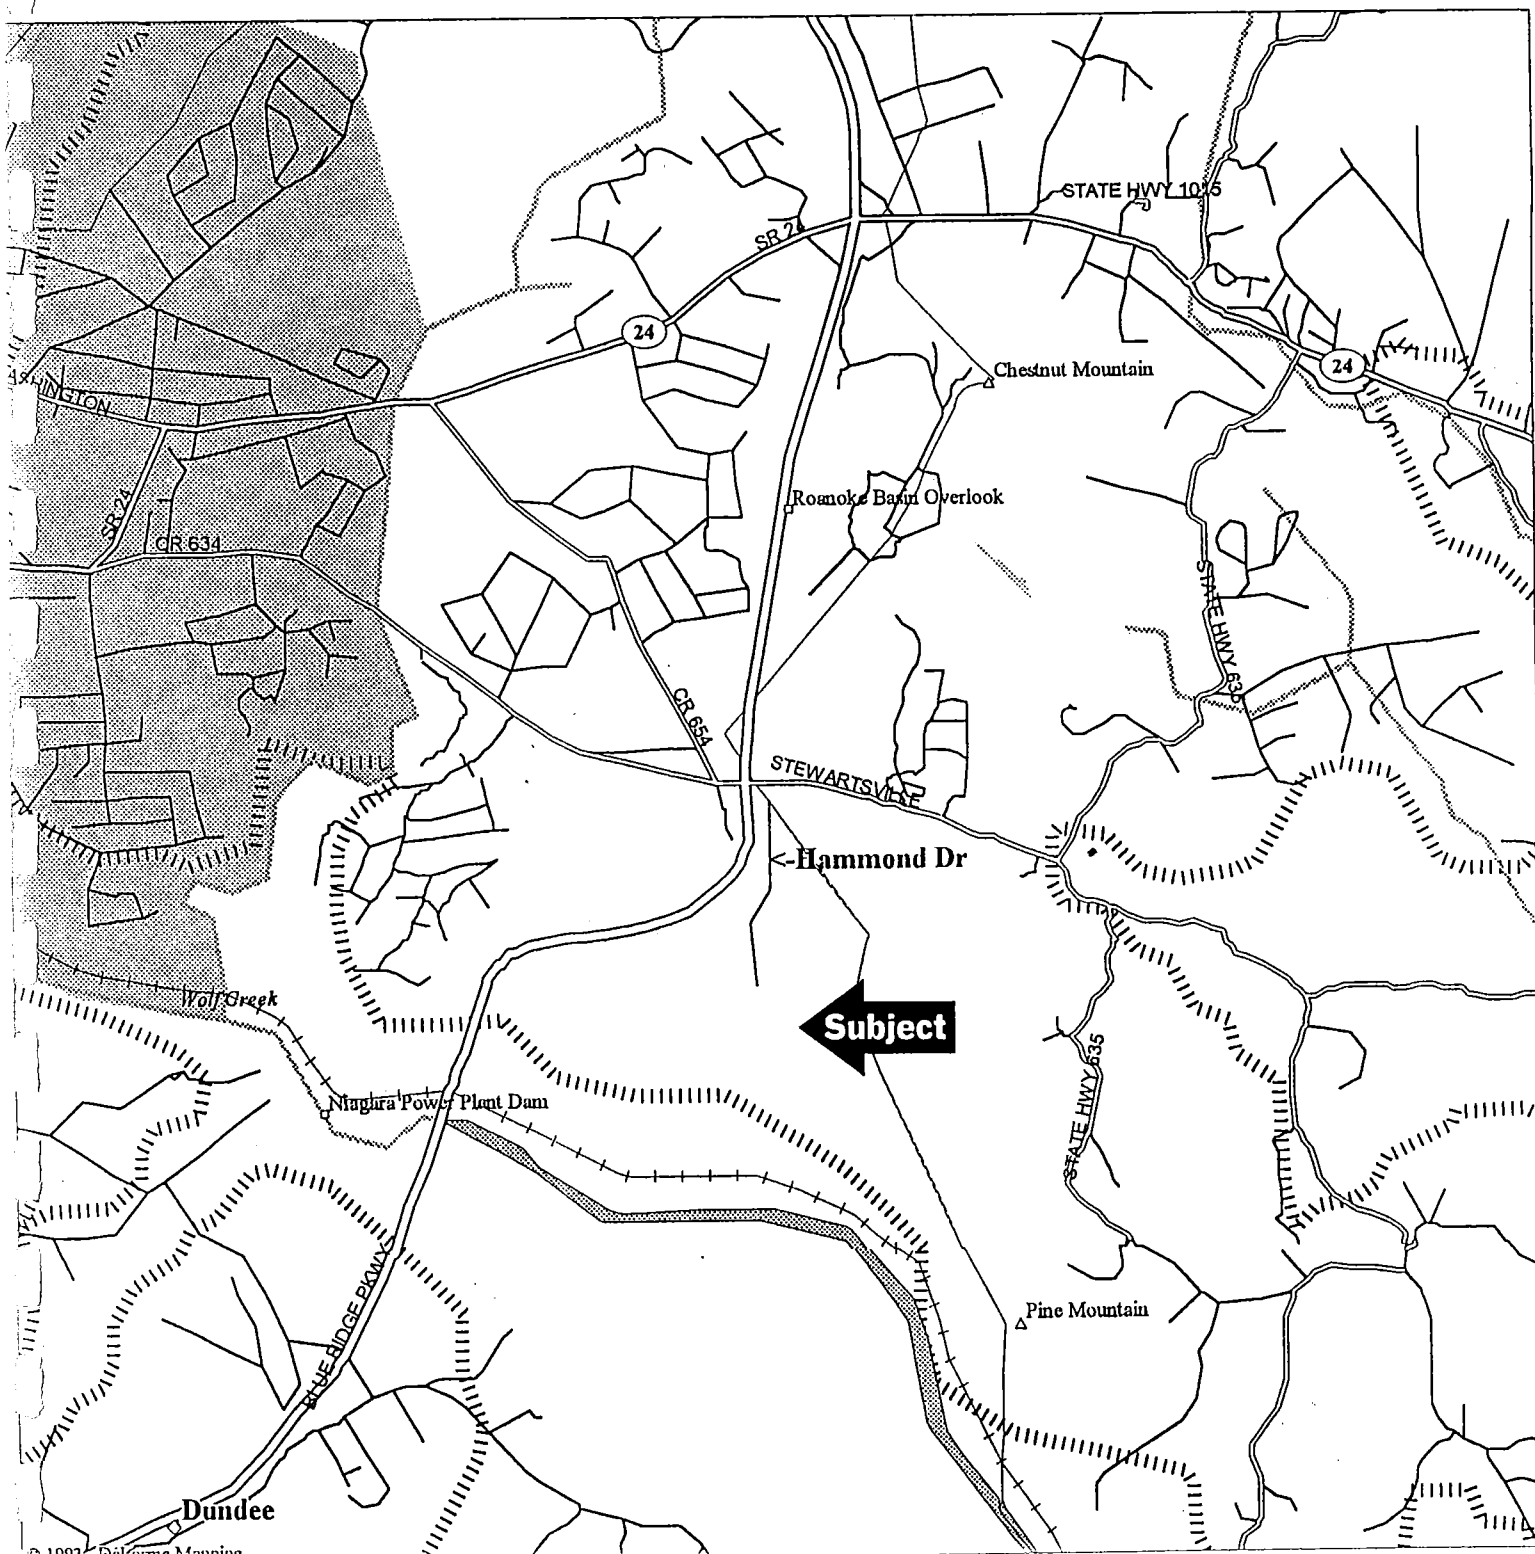 STATE HWY 1015
SR 24
24
24
Chestnut Mountain
SR 24
Roanoke Basin Overlook
CR 634
STATE HWY 635
CR 654
STEWARTSVILLE
<-Hammond Dr
Wolf Creek
Subject
STATE HWY 635
Niagara Power Plant Dam
BLUE RIDGE PKWY
Pine Mountain
Dundee